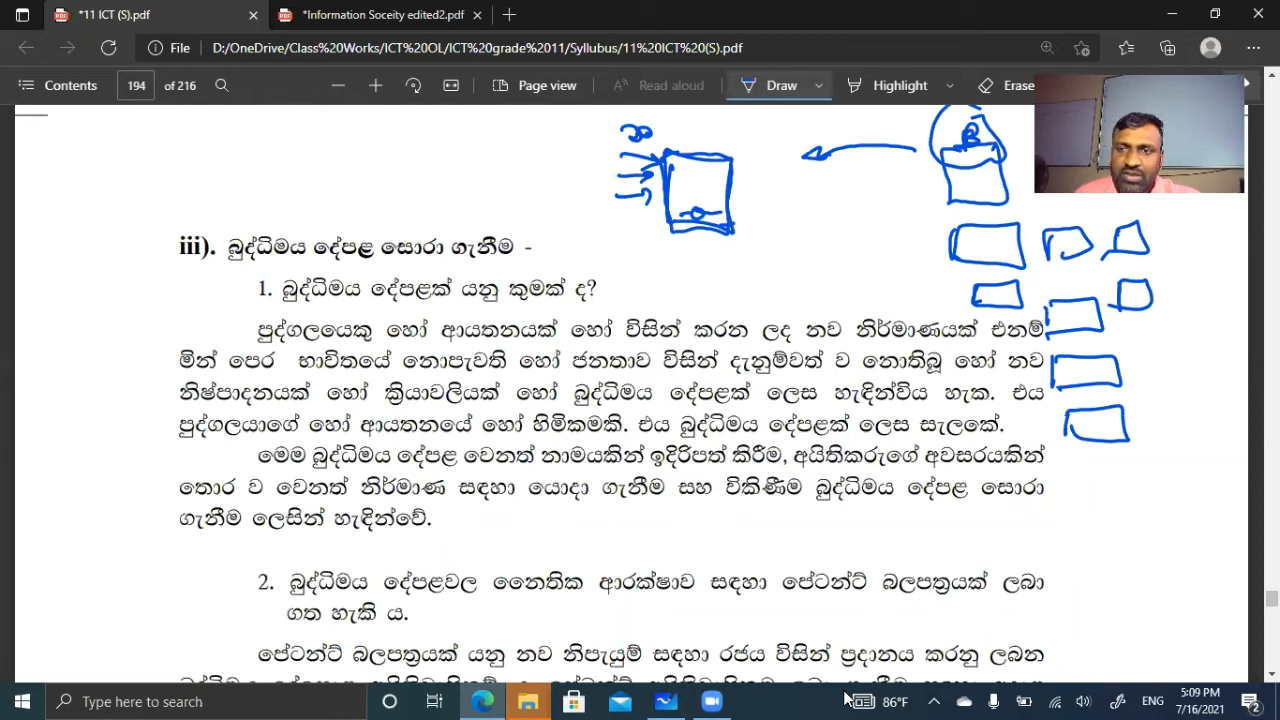 *11 ICT (S).pdf
*Information Soceity edited2.pdf
File D:/OneDrive/Class%20Works/ICT%20OL/ICT%20grade%2011/Syllubus/11%20ICT%20(S).pdf
Contents 194 of 216 Page view Read aloud Draw Highlight Erase
iii). බුද්ධිමය දේපළ සොරා ගැනීම -
1. බුද්ධිමය දේපළක් යනු කුමක් ද?
පුද්ගලයෙකු හෝ ආයතනයක් හෝ විසින් කරන ලද නව නිර්මාණයක් එනම්
මින් පෙර භාවිතයේ නොපැවති හෝ ජනතාව විසින් දැනුම්වත් ව නොතිබූ හෝ නව
නිෂ්පාදනයක් හෝ ක්‍රියාවලියක් හෝ බුද්ධිමය දේපළක් ලෙස හැඳින්විය හැක. එය
පුද්ගලයාගේ හෝ ආයතනයේ හෝ හිමිකමකි. එය බුද්ධිමය දේපළක් ලෙස සැලකේ.
මෙම බුද්ධිමය දේපළ වෙනත් නාමයකින් ඉදිරිපත් කිරීම, අයිතිකරුගේ අවසරයකින්
තොර ව වෙනත් නිර්මාණ සඳහා යොදා ගැනීම සහ විකිණීම බුද්ධිමය දේපළ සොරා
ගැනීම ලෙසින් හැඳින්වේ.
2. බුද්ධිමය දේපළවල නෛතික ආරක්ෂාව සඳහා පේටන්ට් බලපත්‍රයක් ලබා
ගත හැකි ය.
පේටන්ට් බලපත්‍රයක් යනු නව නිපැයුම් සඳහා රජය විසින් ප්‍රදානය කරනු ලබන
Type here to search
86°F
ENG
5:09 PM
7/16/2021
2